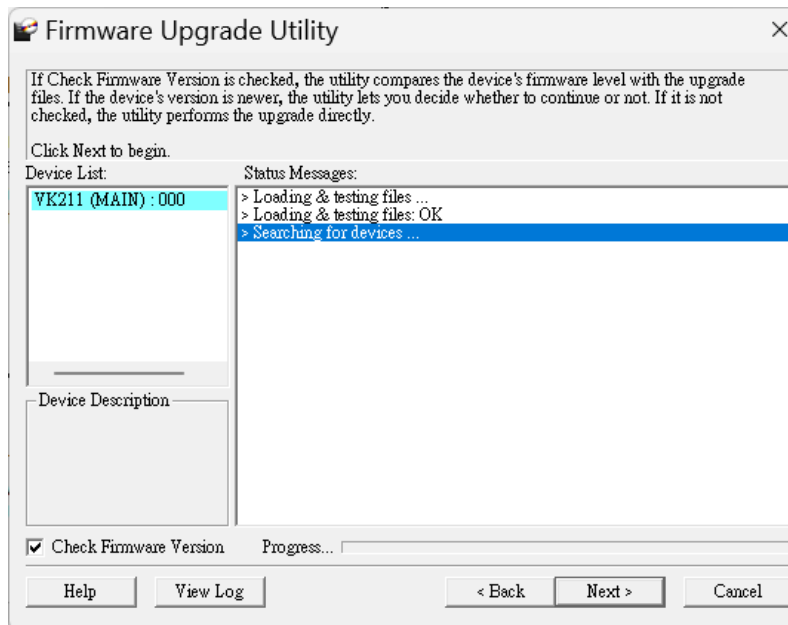 Firmware Upgrade Utility
If Check Firmware Version is checked, the utility compares the device's firmware level with the upgrade
files. If the device's version is newer, the utility lets you decide whether to continue or not. If it is not
checked, the utility performs the upgrade directly.
Click Next to begin.
Device List:
Status Messages:
VK211 (MAIN) : 000
> Loading & testing files ...
> Loading & testing files: OK
> Searching for devices ...
Device Description
Check Firmware Version
Progress...
Help
View Log
< Back
Next >
Cancel